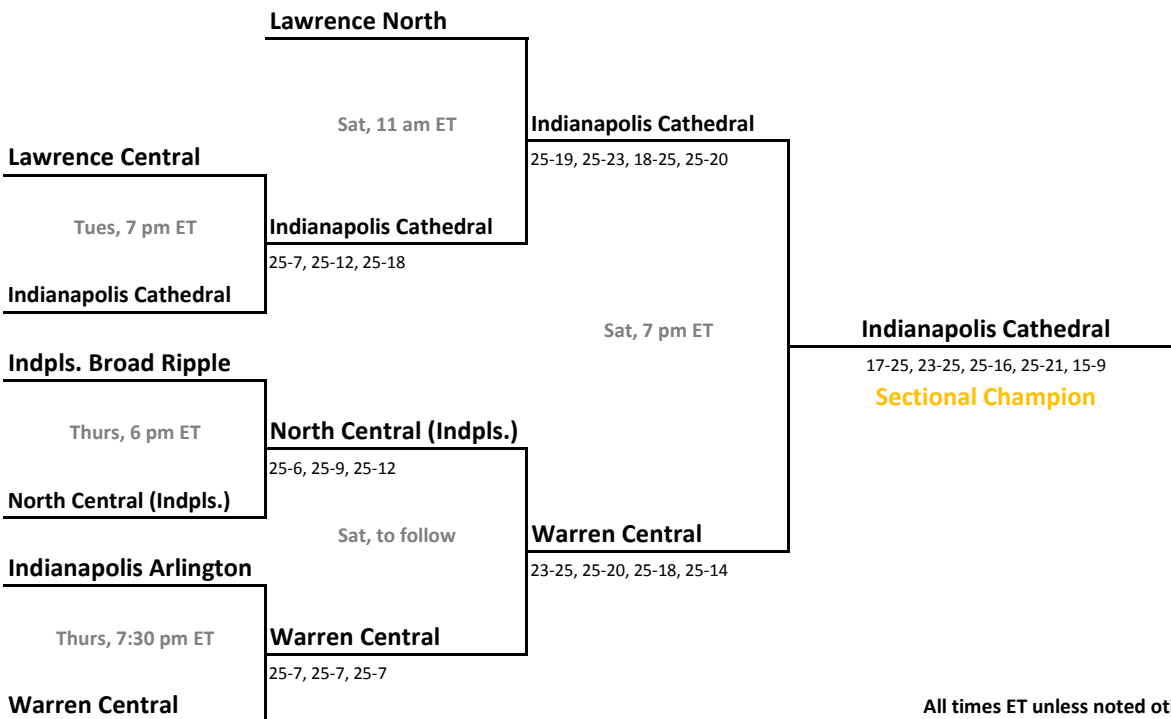 Lawrence North
Sat, 11 am ET
Indianapolis Cathedral
25-19, 25-23, 18-25, 25-20
Lawrence Central
Tues, 7 pm ET
Indianapolis Cathedral
25-7, 25-12, 25-18
Indianapolis Cathedral
Sat, 7 pm ET
Indianapolis Cathedral
17-25, 23-25, 25-16, 25-21, 15-9
Sectional Champion
Indpls. Broad Ripple
Thurs, 6 pm ET
North Central (Indpls.)
25-6, 25-9, 25-12
North Central (Indpls.)
Sat, to follow
Warren Central
23-25, 25-20, 25-18, 25-14
Indianapolis Arlington
Thurs, 7:30 pm ET
Warren Central
25-7, 25-7, 25-7
Warren Central
All times ET unless noted